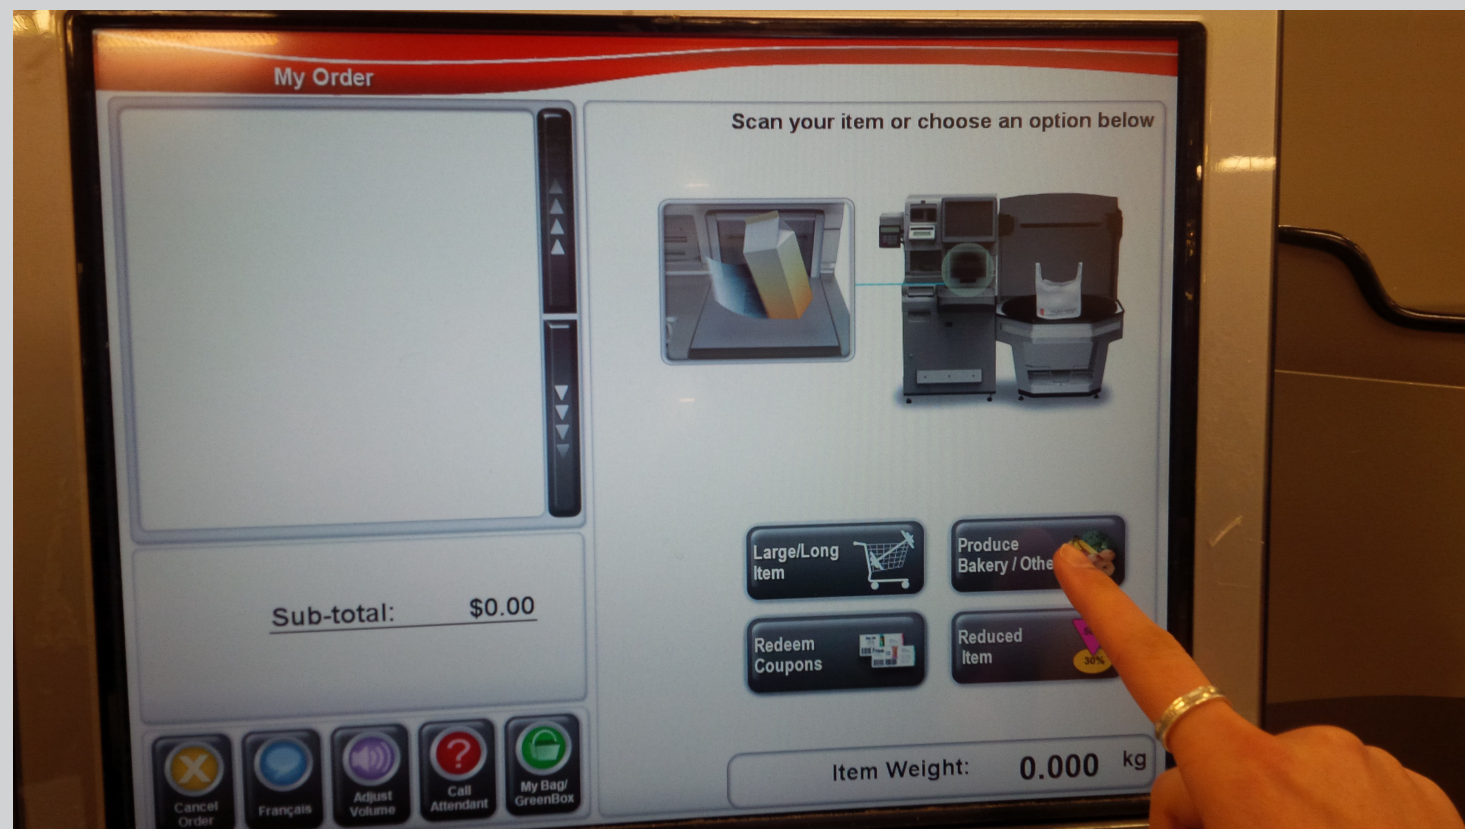 My Order
Scan your item or choose an option below
Large/Long
Item
Produce
Bakery / Othe
Redeem
Coupons
Reduced
Item
30%
Sub-total: $0.00
Cancel
Order
Français
Adjust
Volume
Call
Attendant
My Bag/
GreenBox
Item Weight: 0.000 kg